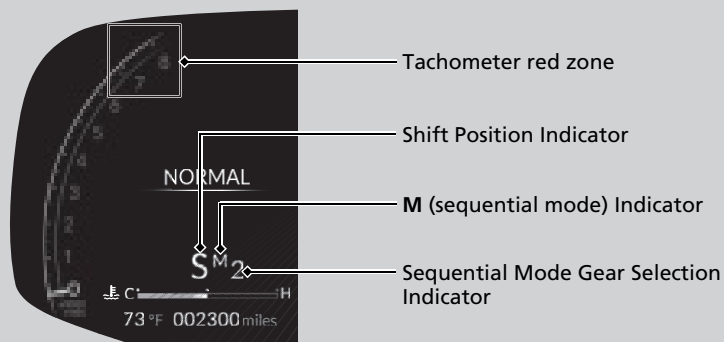 8
7
6
5
4
3
2
1
0
NORMAL
S M 2
C H
73 °F 002300 miles
Tachometer red zone
Shift Position Indicator
M (sequential mode) Indicator
Sequential Mode Gear Selection
Indicator